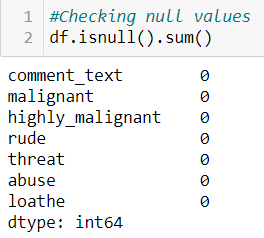 1 #Checking null values
2 df.isnull().sum()
comment_text 0
malignant 0
highly_malignant 0
rude 0
threat 0
abuse 0
loathe 0
dtype: int64